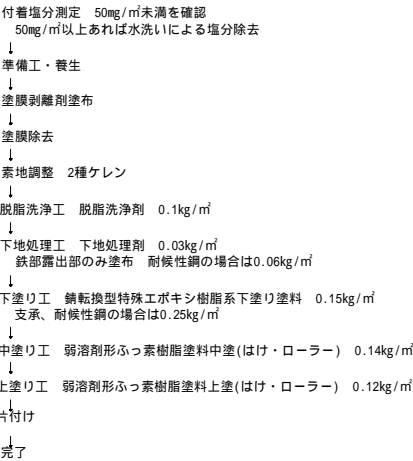 付着塩分測定　50mg/㎡未満を確認
50mg/㎡以上あれば水洗いによる塩分除去
↓
準備工・養生
↓
塗膜剥離剤塗布
↓
塗膜除去
↓
素地調整　2種ケレン
↓
脱脂洗浄工　脱脂洗浄剤　0.1kg/㎡
↓
下地処理工　下地処理剤　0.03kg/㎡
鉄部露出部のみ塗布　耐候性鋼の場合は0.06kg/㎡
↓
下塗り工　錆転換型特殊エポキシ樹脂系下塗り塗料　0.15kg/㎡
支承、耐候性鋼の場合は0.25kg/㎡
↓
中塗り工　弱溶剤形ふっ素樹脂塗料中塗(はけ・ローラー)　0.14kg/㎡
↓
上塗り工　弱溶剤形ふっ素樹脂塗料上塗(はけ・ローラー)　0.12kg/㎡
↓
片付け
↓
完了